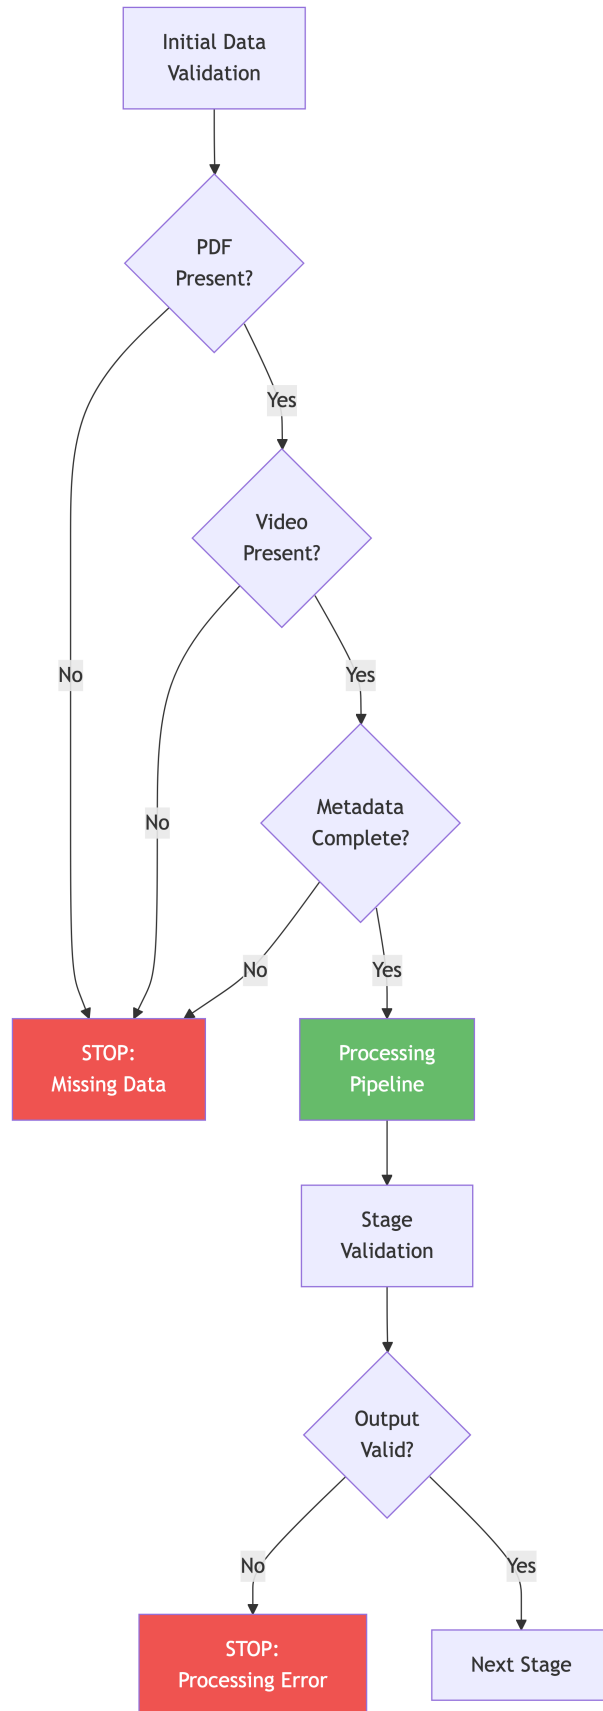 Initial Data
Validation
PDF
Present?
Yes
Video
Present?
No
Yes
Metadata
Complete?
No
No
Yes
STOP:
Missing Data
Processing
Pipeline
Stage
Validation
Output
Valid?
No
Yes
STOP:
Processing Error
Next Stage